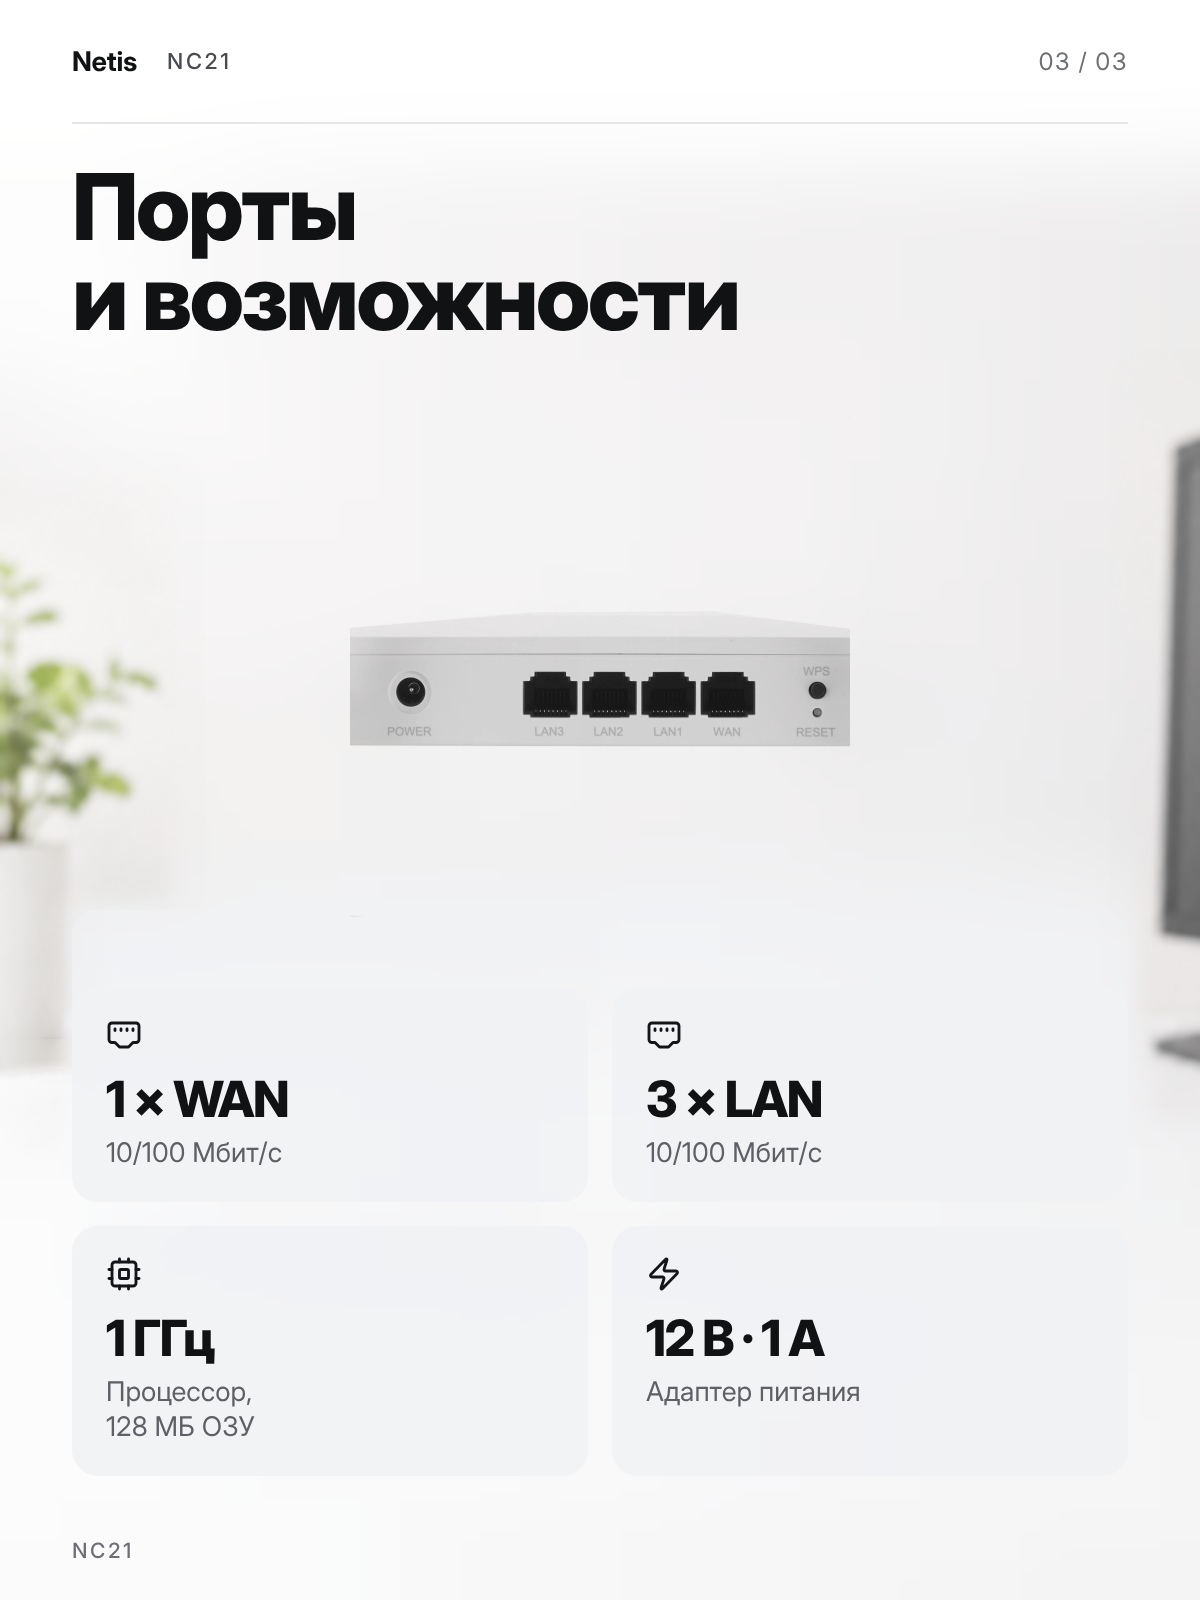 Netis NC21 03 / 03
Порты
и возможности
WPS
POWER LAN3 LAN2 LAN1 WAN RESET
1 × WAN
10/100 Мбит/с
3 × LAN
10/100 Мбит/с
1 ГГц
Процессор,
128 МБ ОЗУ
12 В · 1 А
Адаптер питания
NC21